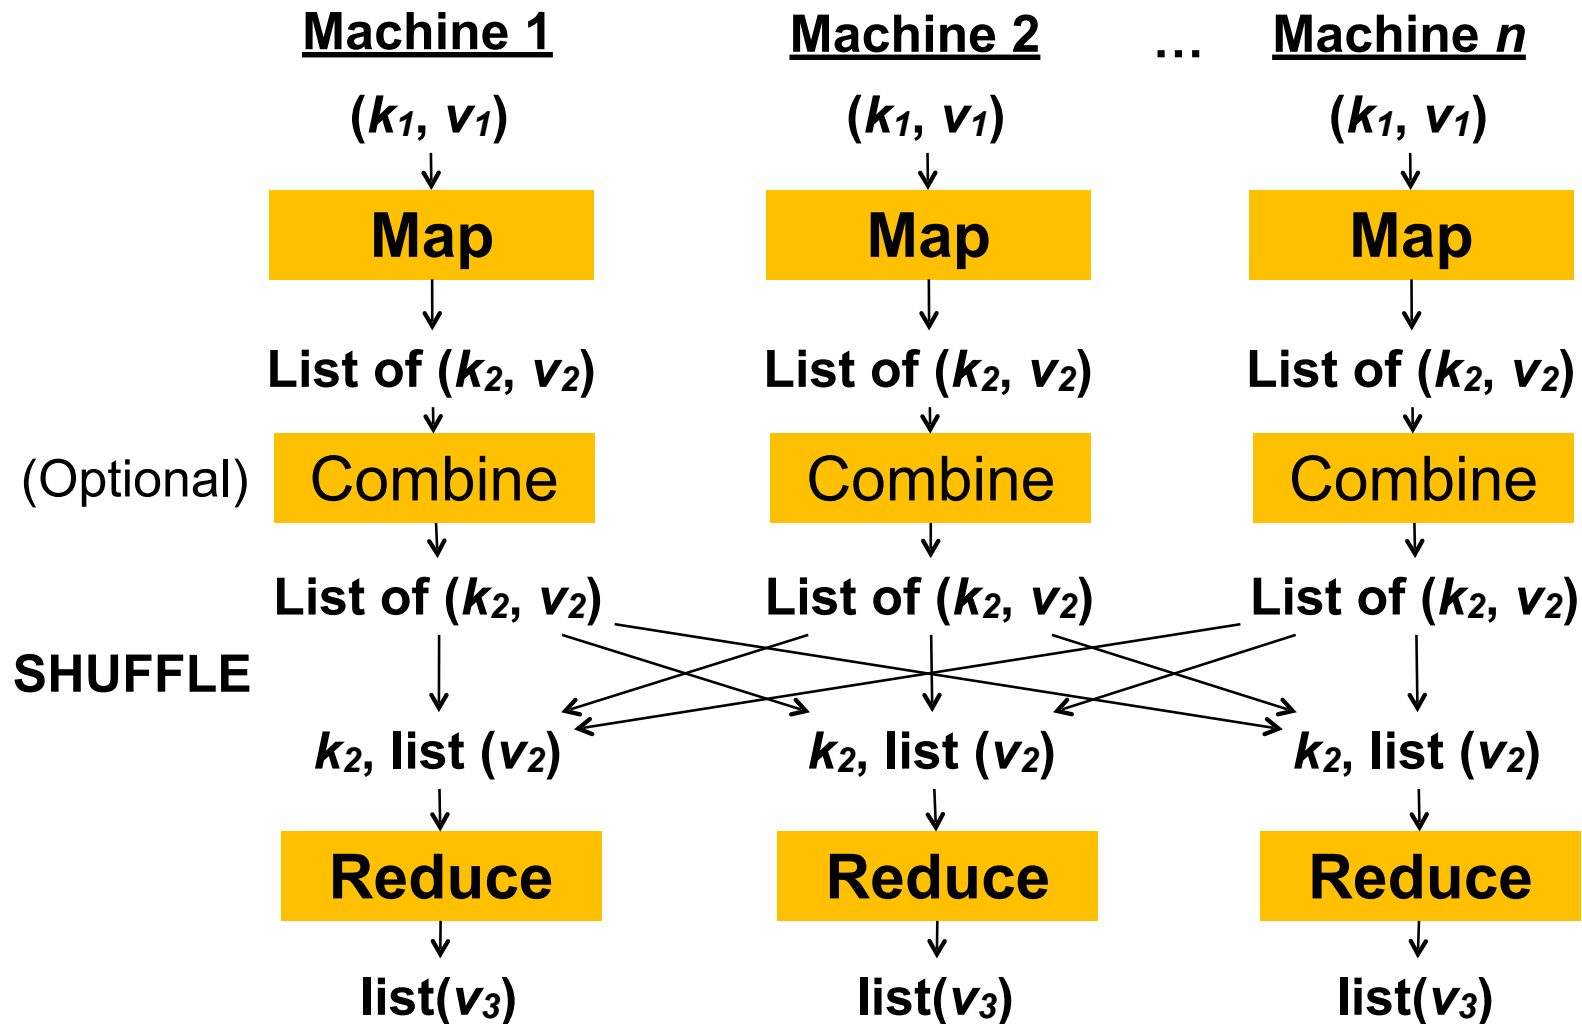 Machine 1 Machine 2 … Machine n
(k₁, v₁) (k₁, v₁) (k₁, v₁)
Map Map Map
List of (k₂, v₂) List of (k₂, v₂) List of (k₂, v₂)
(Optional) Combine Combine Combine
List of (k₂, v₂) List of (k₂, v₂) List of (k₂, v₂)
SHUFFLE
k₂, list (v₂) k₂, list (v₂) k₂, list (v₂)
Reduce Reduce Reduce
list(v₃) list(v₃) list(v₃)